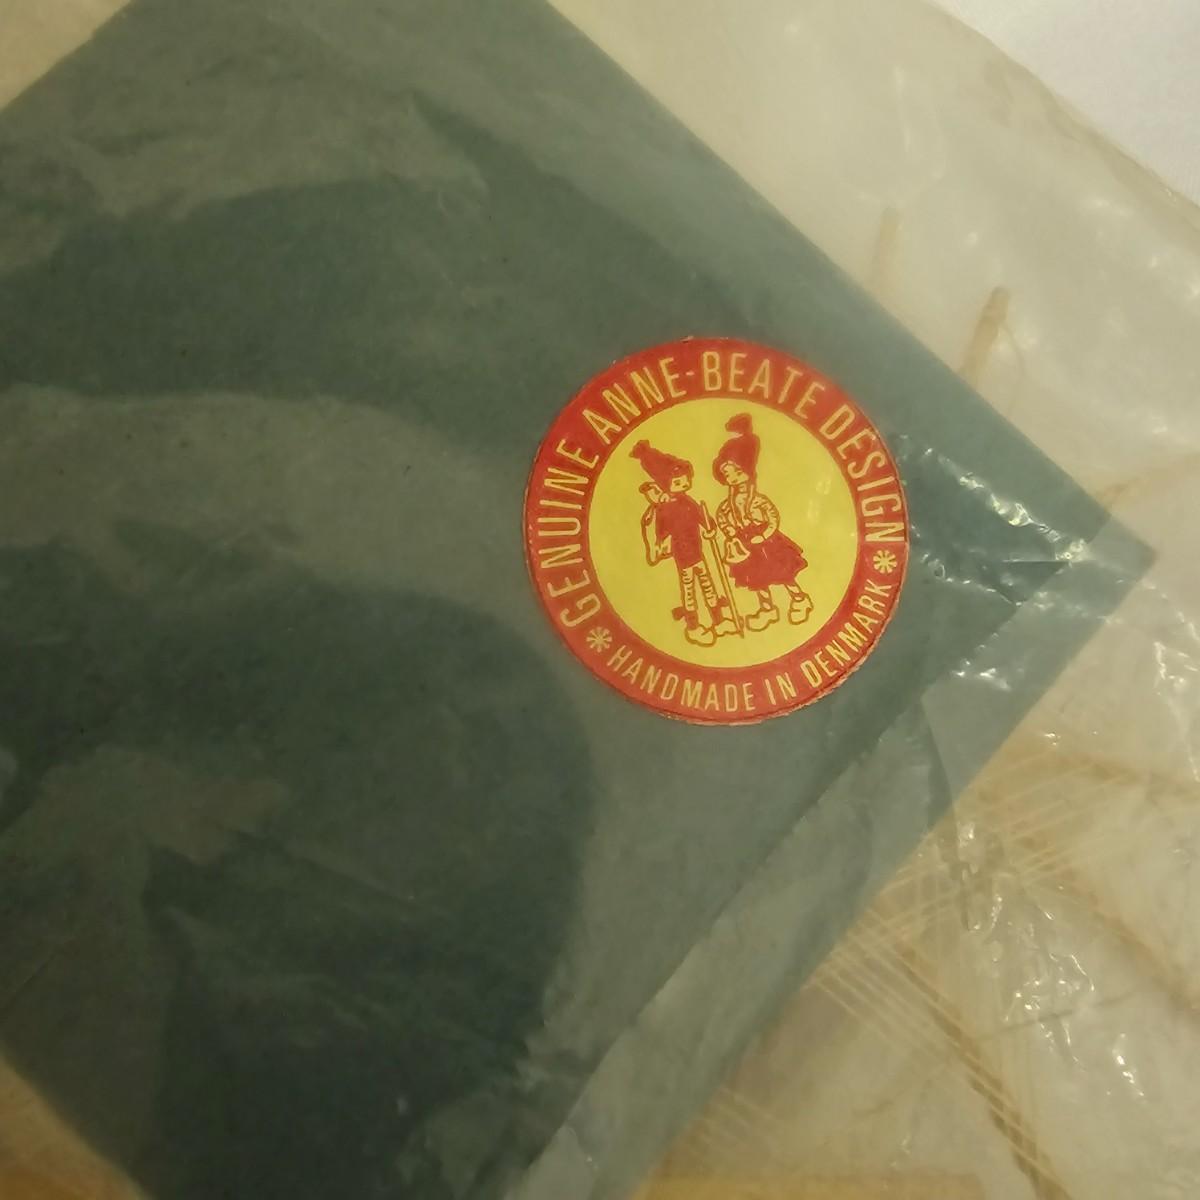 GENUINE ANNE-BEATE DESIGN
* HANDMADE IN DENMARK *